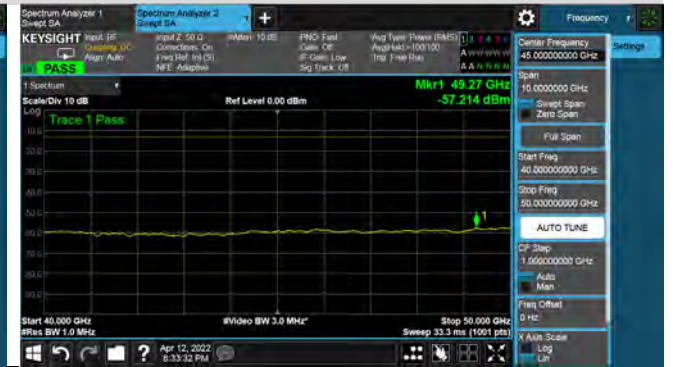 Spectrum Analyzer 1
Swept SA
Spectrum Analyzer 2
Swept SA
+
Frequency
KEYSIGHT
Input: RF
Coupling: DC
Align: Auto
Input Z: 50 Ω
Corrections: On
Freq Ref: Int (S)
NFE: Adaptive
#Atten: 10 dB
PNO: Fast
Gate: Off
IF Gain: Low
Sig Track: Off
Avg Type: Power (RMS)
Avg|Hold>100/100
Trig: Free Run
PASS
1 Spectrum
Scale/Div 10 dB
Ref Level 0.00 dBm
Mkr1 49.27 GHz
-57.214 dBm
Log
Trace 1 Pass
1
Start 40.000 GHz
#Video BW 3.0 MHz*
Stop 50.000 GHz
#Res BW 1.0 MHz
Sweep 33.3 ms (1001 pts)
?
Apr 12, 2022
8:33:32 PM
Center Frequency
45.000000000 GHz
Settings
Span
10.0000000 GHz
Swept Span
Zero Span
Full Span
Start Freq
40.000000000 GHz
Stop Freq
50.000000000 GHz
AUTO TUNE
CF Step
1.000000000 GHz
Auto
Man
Freq Offset
0 Hz
X Axis Scale
Log
Lin